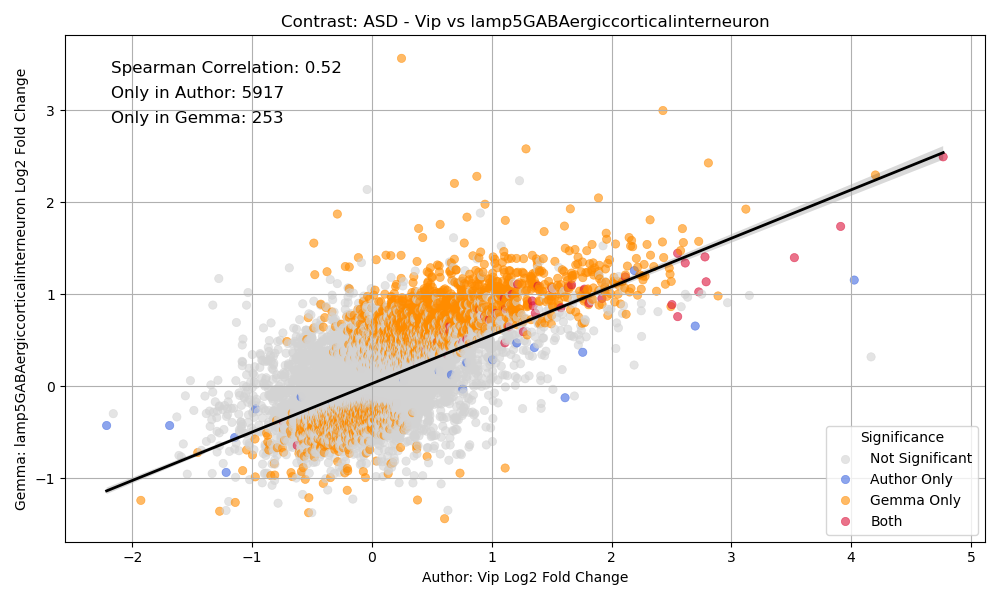 Contrast: ASD - Vip vs lamp5GABAergiccorticalinterneuron
Spearman Correlation: 0.52
Only in Author: 5917
Only in Gemma: 253
Gemma: lamp5GABAergiccorticalinterneuron Log2 Fold Change
3
2
1
0
−1
Significance
Not Significant
Author Only
Gemma Only
Both
−2 −1 0 1 2 3 4 5
Author: Vip Log2 Fold Change